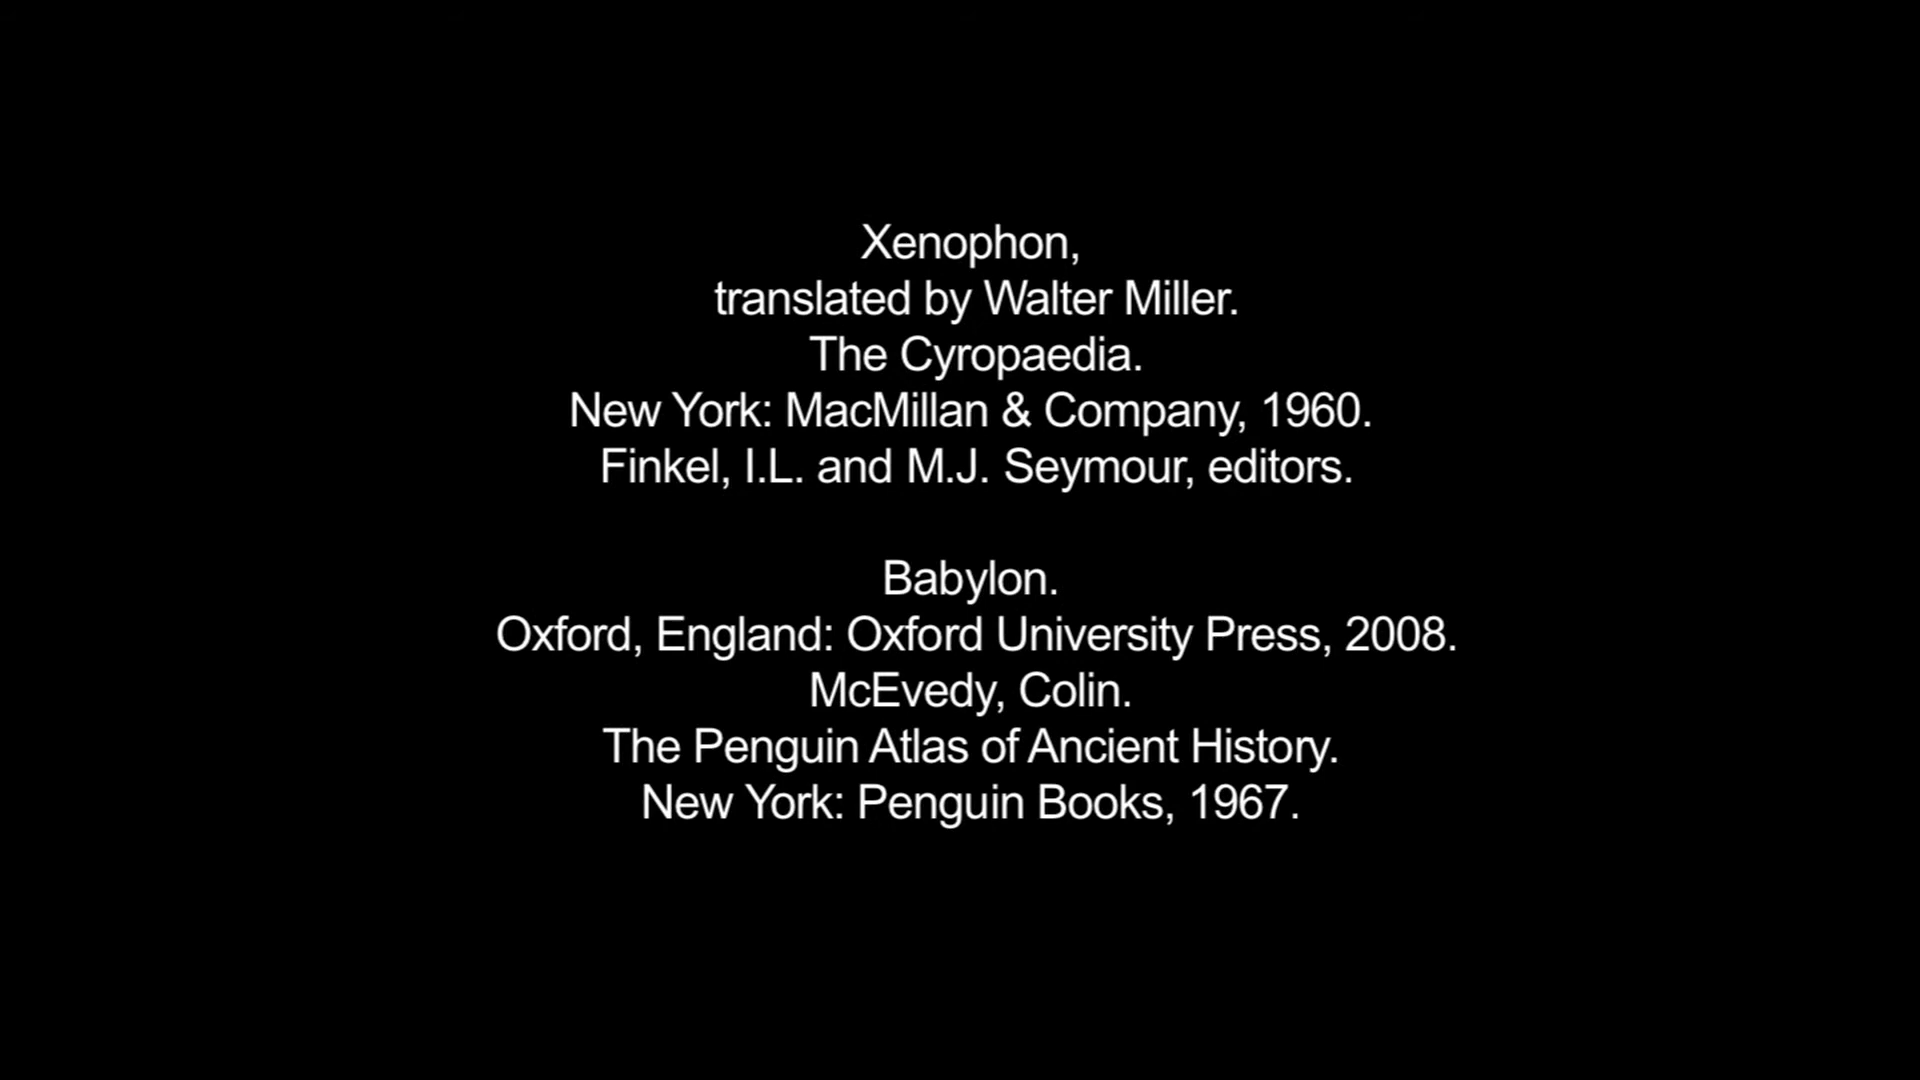 Xenophon,
translated by Walter Miller.
The Cyropaedia.
New York: MacMillan & Company, 1960.
Finkel, I.L. and M.J. Seymour, editors.
Babylon.
Oxford, England: Oxford University Press, 2008.
McEvedy, Colin.
The Penguin Atlas of Ancient History.
New York: Penguin Books, 1967.